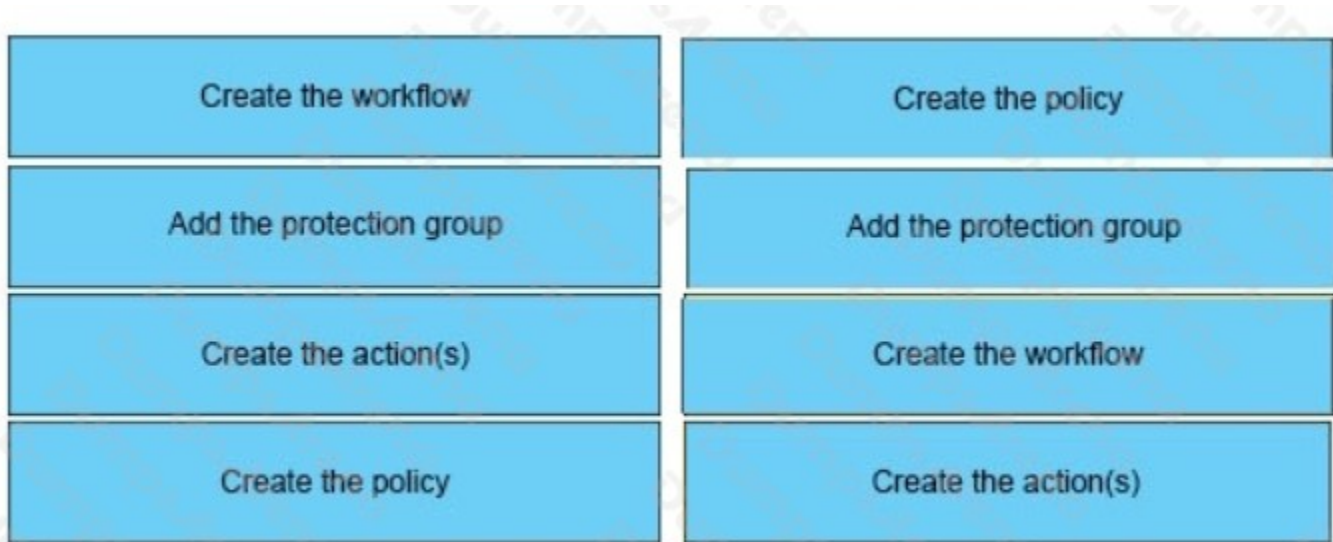 Create the workflow
Create the policy
Add the protection group
Add the protection group
Create the action(s)
Create the workflow
Create the policy
Create the action(s)